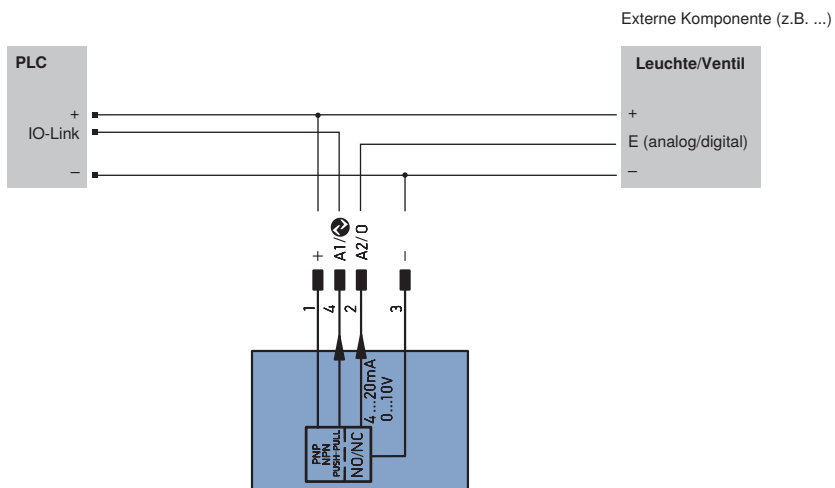 Externe Komponente (z.B. ...)
PLC
Leuchte/Ventil
+
IO-Link
–
+
E (analog/digital)
–
+
A1/
A2/ O
–
1
4
2
3
4...20mA
0...10V
PNP
NPN
PUSH-PULL
NO/NC